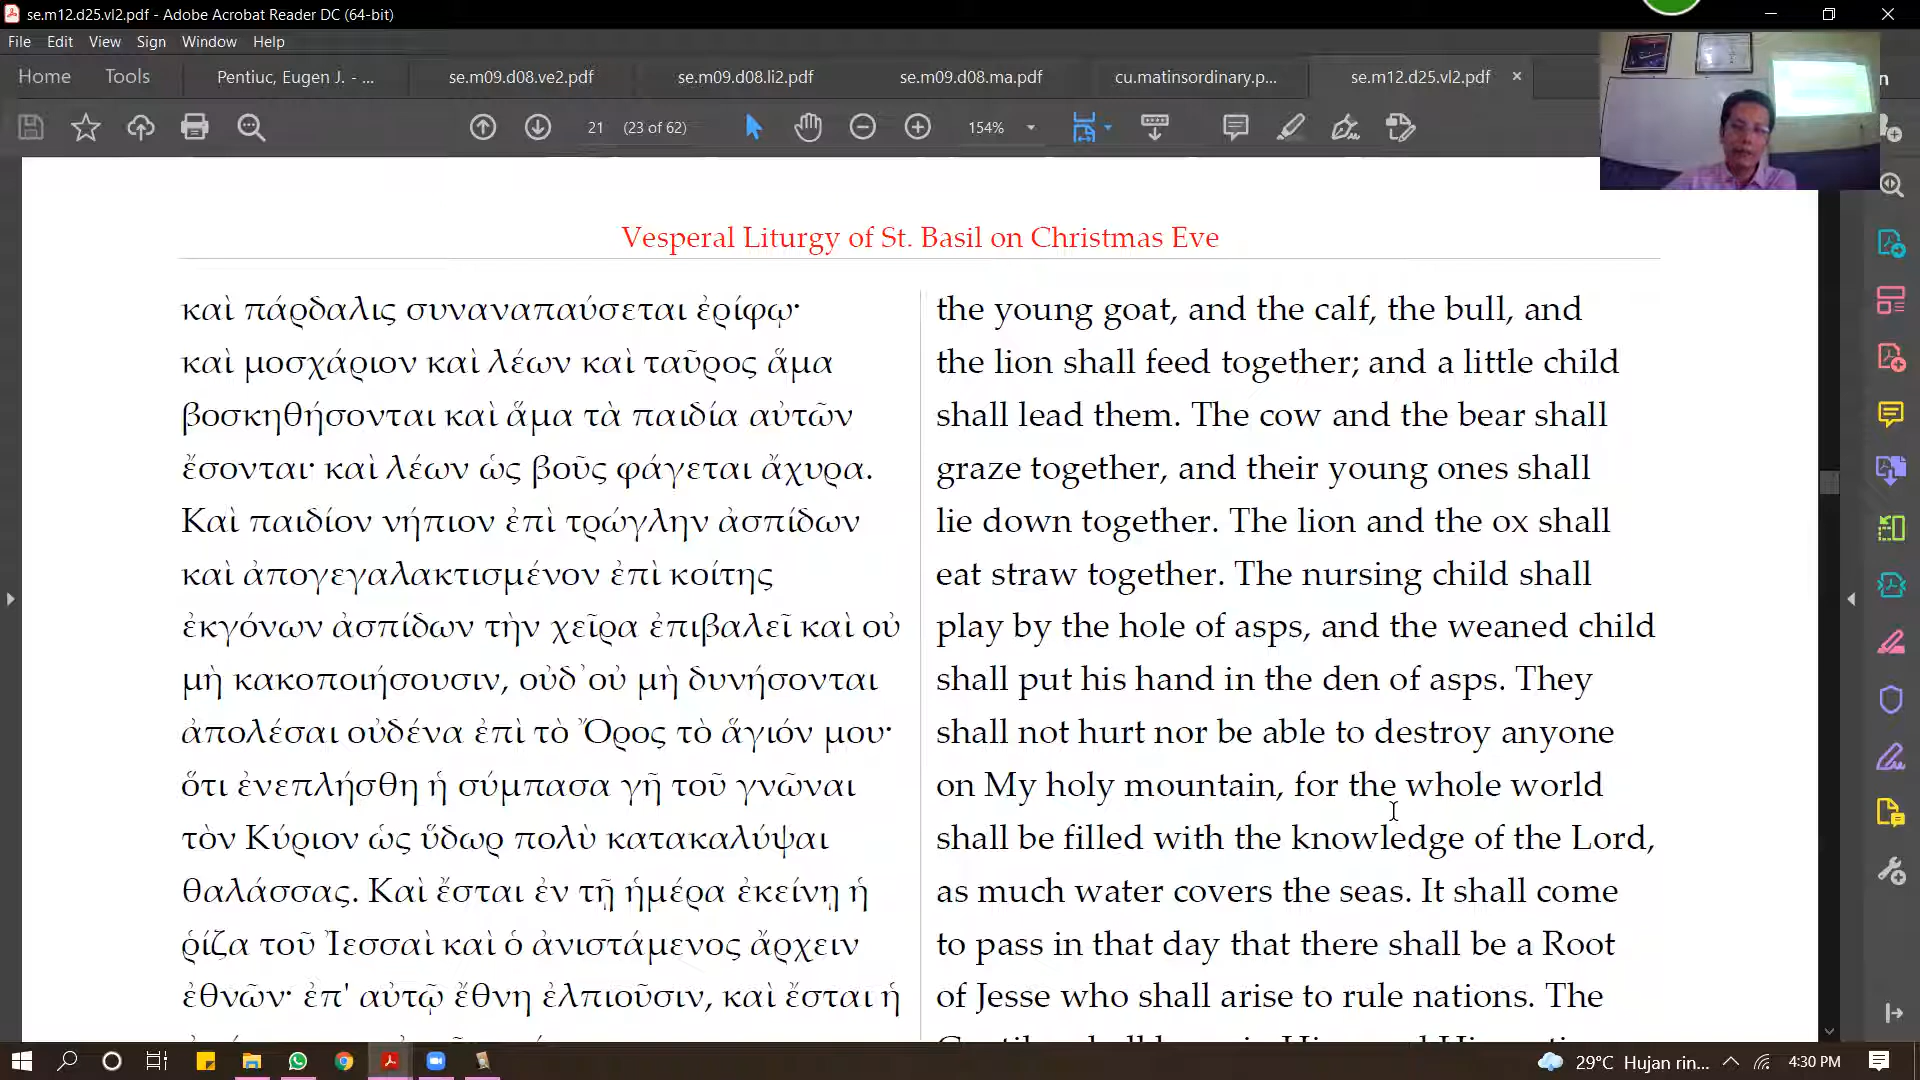 se.m12.d25.vl2.pdf - Adobe Acrobat Reader DC (64-bit)
File Edit View Sign Window Help
Home Tools Pentiuc, Eugen J. - ... se.m09.d08.ve2.pdf se.m09.d08.li2.pdf se.m09.d08.ma.pdf cu.matinsordinary.p... se.m12.d25.vl2.pdf
21 (23 of 62) 154%
Vesperal Liturgy of St. Basil on Christmas Eve
καὶ πάρδαλις συναναπαύσεται ἐρίφῳ·
καὶ μοσχάριον καὶ λέων καὶ ταῦρος ἅμα
βοσκηθήσονται καὶ ἅμα τὰ παιδία αὐτῶν
ἔσονται· καὶ λέων ὡς βοῦς φάγεται ἄχυρα.
Καὶ παιδίον νήπιον ἐπὶ τρώγλην ἀσπίδων
καὶ ἀπογεγαλακτισμένον ἐπὶ κοίτης
ἐκγόνων ἀσπίδων τὴν χεῖρα ἐπιβαλεῖ καὶ οὐ
μὴ κακοποιήσουσιν, οὐδ᾽οὐ μὴ δυνήσονται
ἀπολέσαι οὐδένα ἐπὶ τὸ Ὄρος τὸ ἅγιόν μου·
ὅτι ἐνεπλήσθη ἡ σύμπασα γῆ τοῦ γνῶναι
τὸν Κύριον ὡς ὕδωρ πολὺ κατακαλύψαι
θαλάσσας. Καὶ ἔσται ἐν τῇ ἡμέρα ἐκείνῃ ἡ
ῥίζα τοῦ Ἰεσσαὶ καὶ ὁ ἀνιστάμενος ἄρχειν
ἐθνῶν· ἐπ' αὐτῷ ἔθνη ἐλπιοῦσιν, καὶ ἔσται ἡ
the young goat, and the calf, the bull, and
the lion shall feed together; and a little child
shall lead them. The cow and the bear shall
graze together, and their young ones shall
lie down together. The lion and the ox shall
eat straw together. The nursing child shall
play by the hole of asps, and the weaned child
shall put his hand in the den of asps. They
shall not hurt nor be able to destroy anyone
on My holy mountain, for the whole world
shall be filled with the knowledge of the Lord,
as much water covers the seas. It shall come
to pass in that day that there shall be a Root
of Jesse who shall arise to rule nations. The
29°C Hujan rin... 4:30 PM